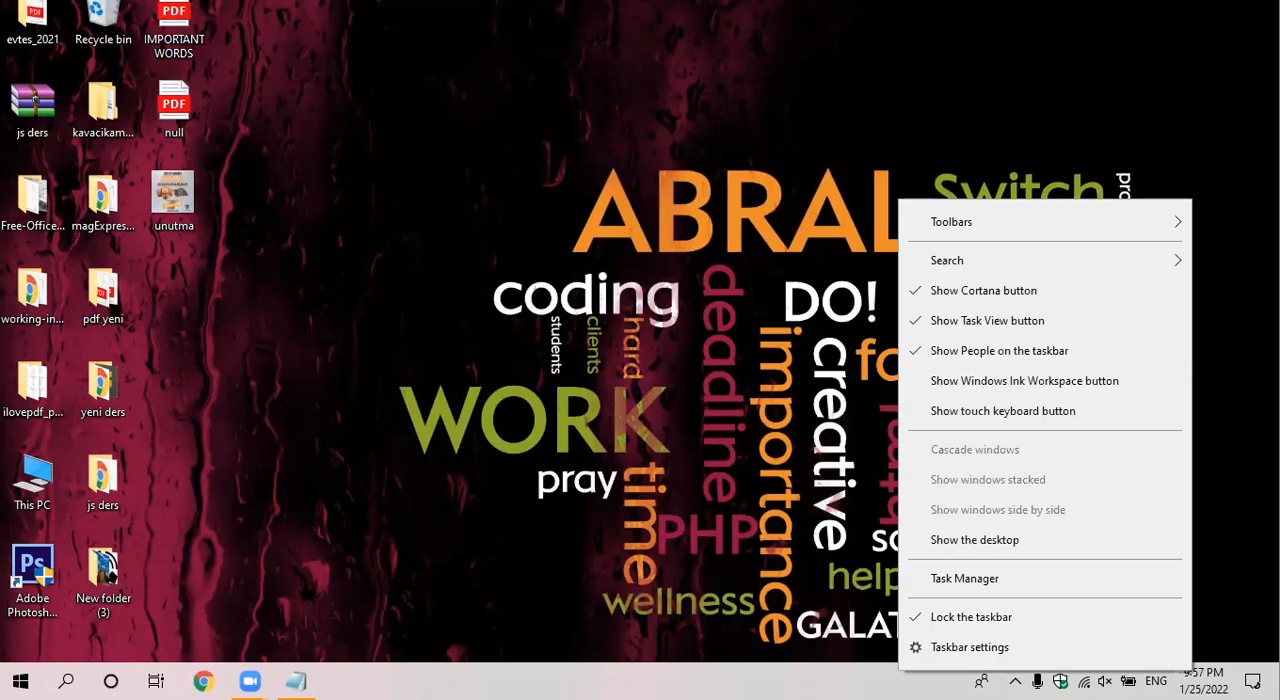 evtes_2021
Recycle bin
IMPORTANT
WORDS
PDF
PDF
js ders
kavacikam...
PDF
null
Free-Office...
magExpres...
unutma
working-in...
pdf yeni
ilovepdf_p...
yeni ders
This PC
js ders
Ps
Adobe
Photosh...
New folder
(3)
ABRAL
Switch
coding
deadline
DO!
students
clients
hard
importance
creative
fo
WORK
pray
time
PHP
so
help
wellness
GALAT
Toolbars
Search
Show Cortana button
Show Task View button
Show People on the taskbar
Show Windows Ink Workspace button
Show touch keyboard button
Cascade windows
Show windows stacked
Show windows side by side
Show the desktop
Task Manager
Lock the taskbar
Taskbar settings
ENG
9:57 PM
1/25/2022